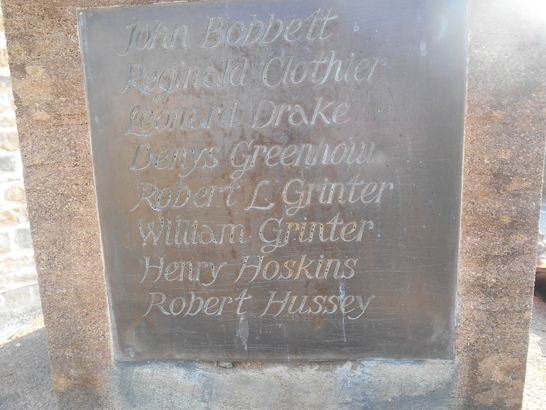 John Bobbett
Reginald Clothier
Leonard Drake
Denys Greenhow
Robert L Grinter
William Grinter
Henry Hoskins
Robert Hussey